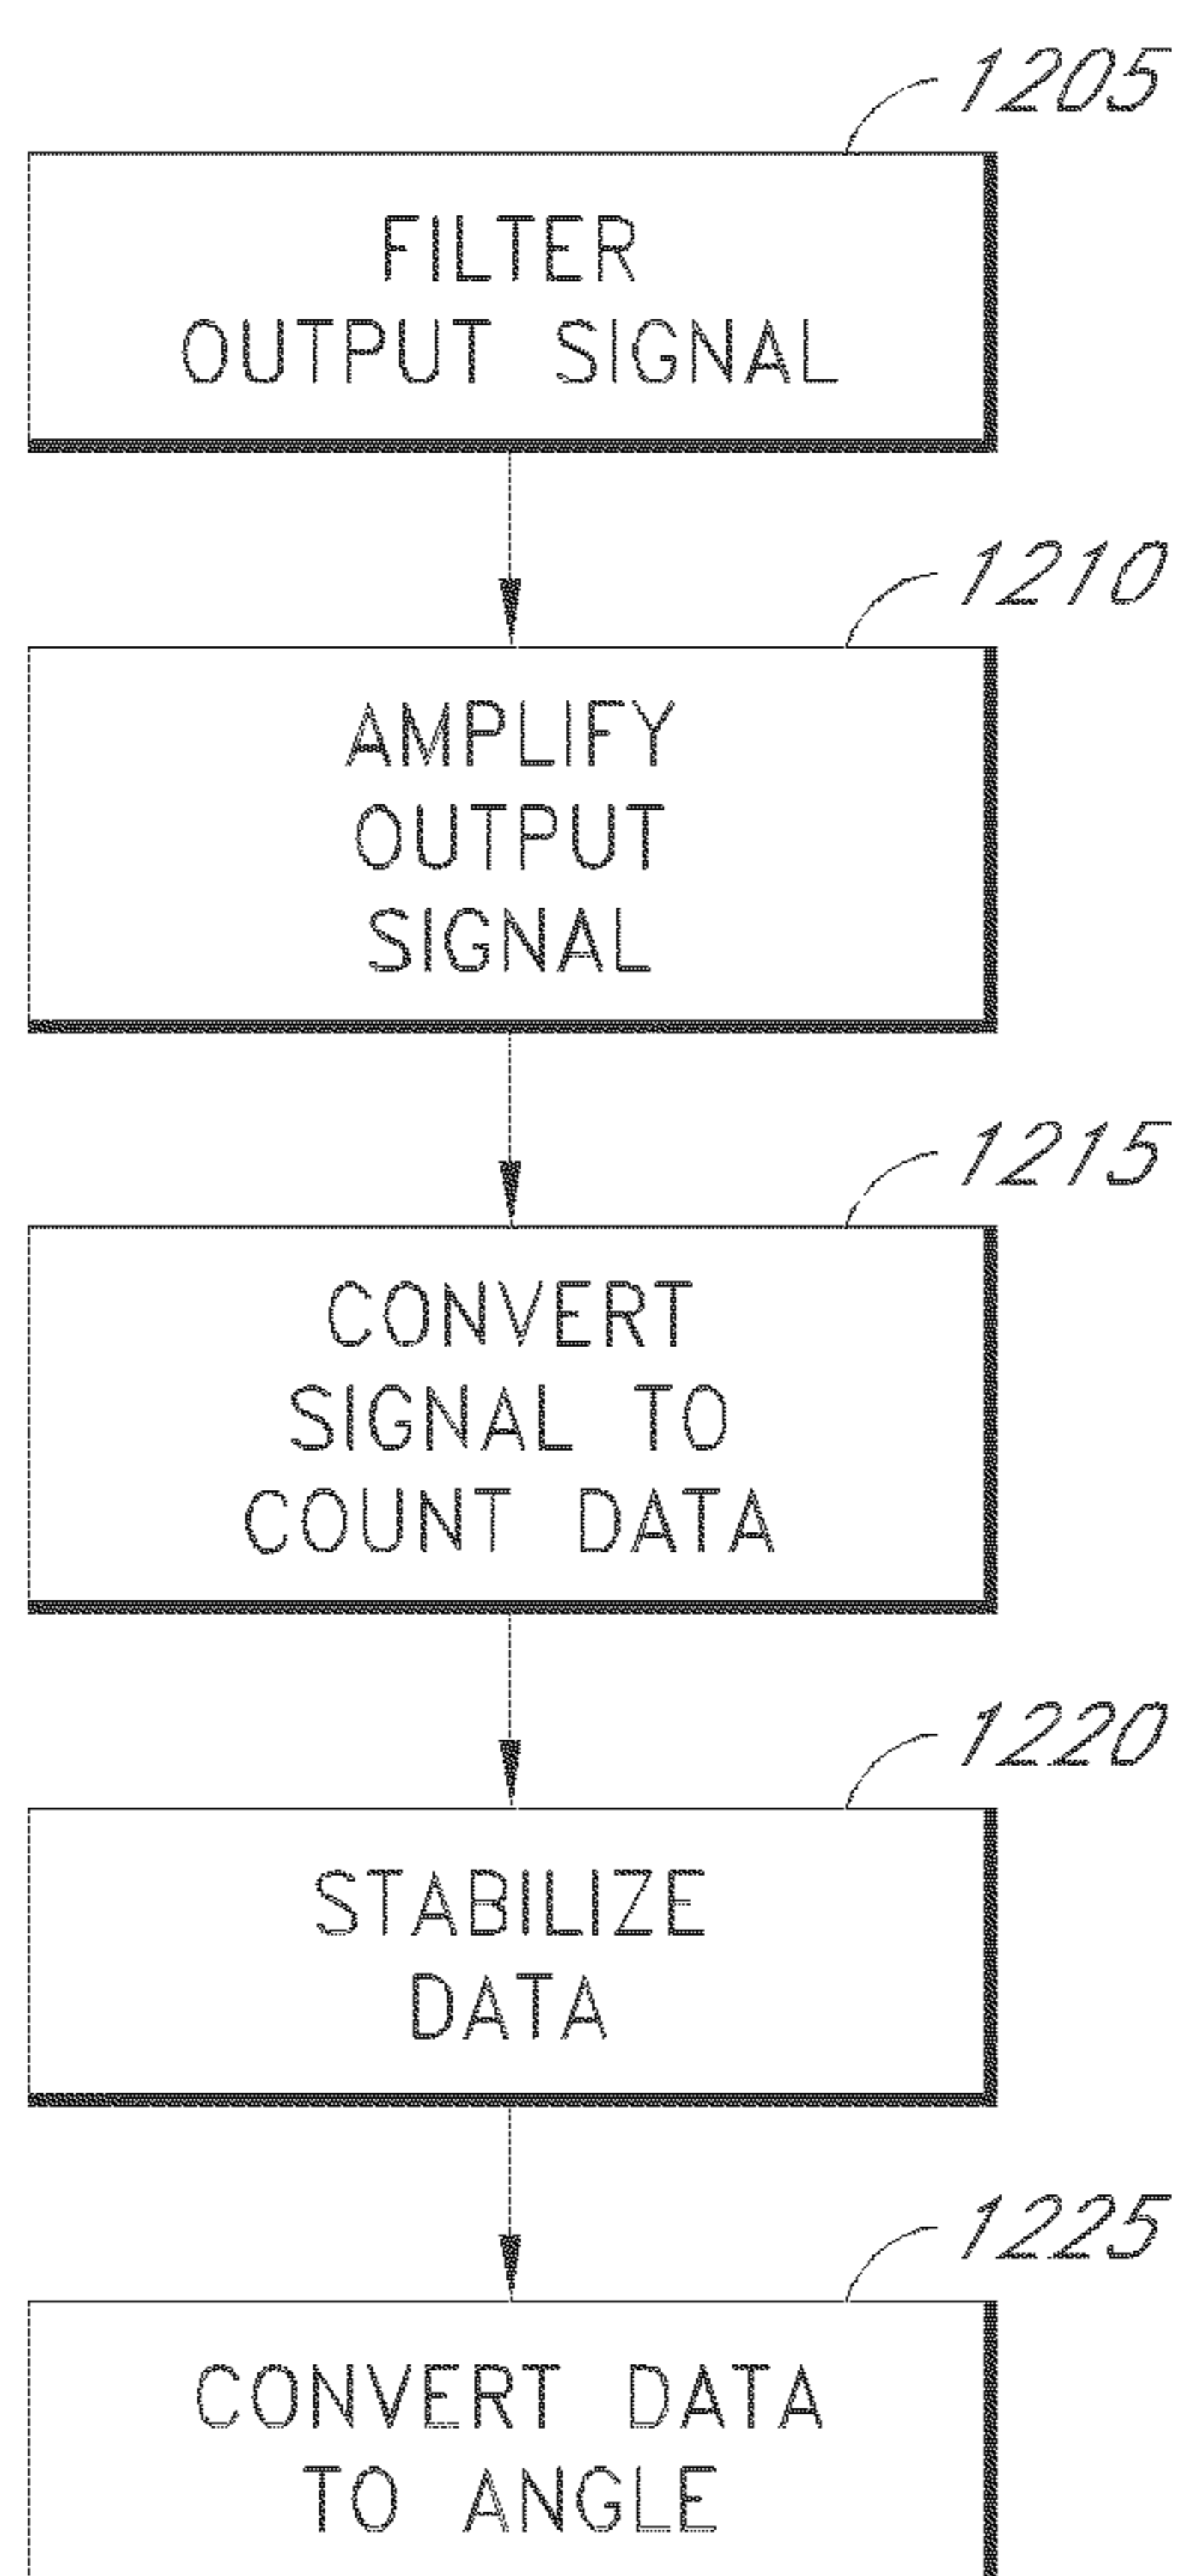 1205
FILTER
OUTPUT SIGNAL
1210
AMPLIFY
OUTPUT
SIGNAL
1215
CONVERT
SIGNAL TO
COUNT DATA
1220
STABILIZE
DATA
1225
CONVERT DATA
TO ANGLE